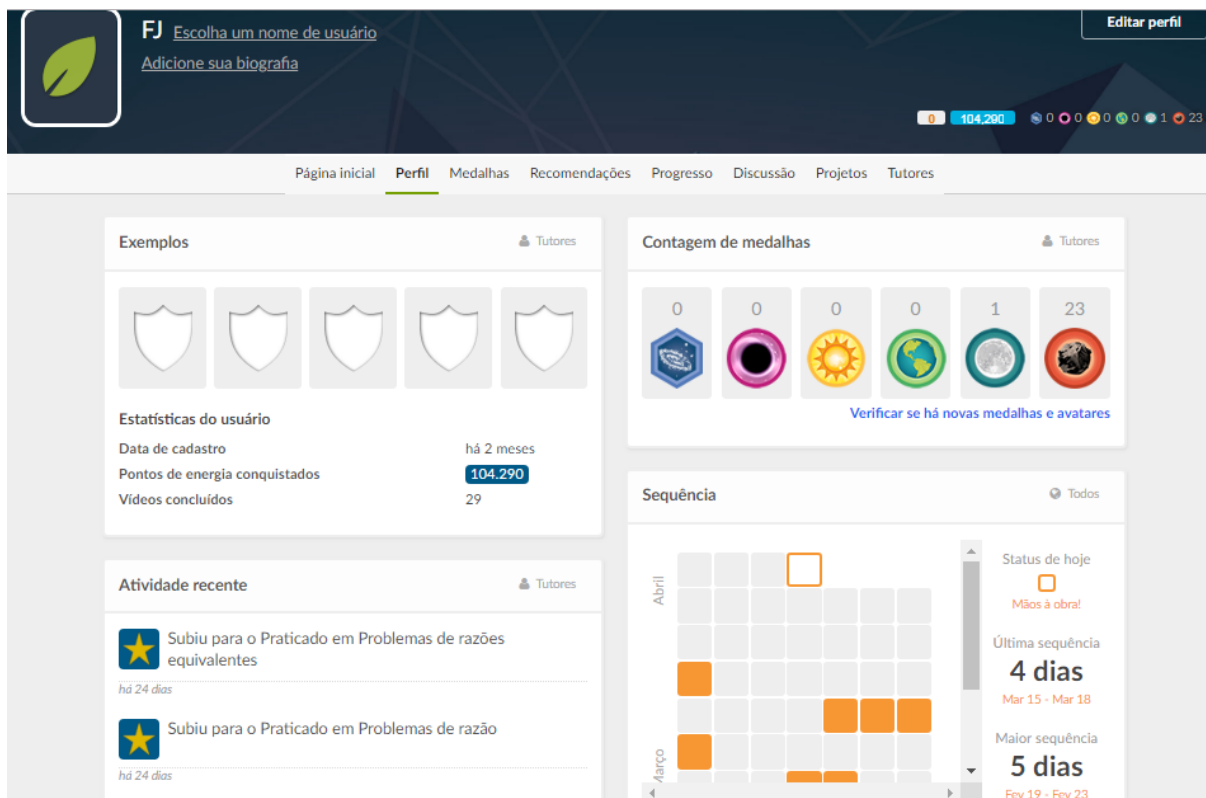 FJ Escolha um nome de usuário
Adicione sua biografia
Editar perfil
0 104.290 0 0 0 0 1 23
Página inicial Perfil Medalhas Recomendações Progresso Discussão Projetos Tutores
Exemplos Tutores
Estatísticas do usuário
Data de cadastro há 2 meses
Pontos de energia conquistados 104.290
Vídeos concluídos 29
Atividade recente Tutores
Subiu para o Praticado em Problemas de razões
equivalentes
há 24 dias
Subiu para o Praticado em Problemas de razão
há 24 dias
Contagem de medalhas Tutores
0 0 0 0 1 23
Verificar se há novas medalhas e avatares
Sequência Todos
Abril
Março
Status de hoje
Mãos à obra!
Última sequência
4 dias
Mar 15 - Mar 18
Maior sequência
5 dias
Fev 19 - Fev 23